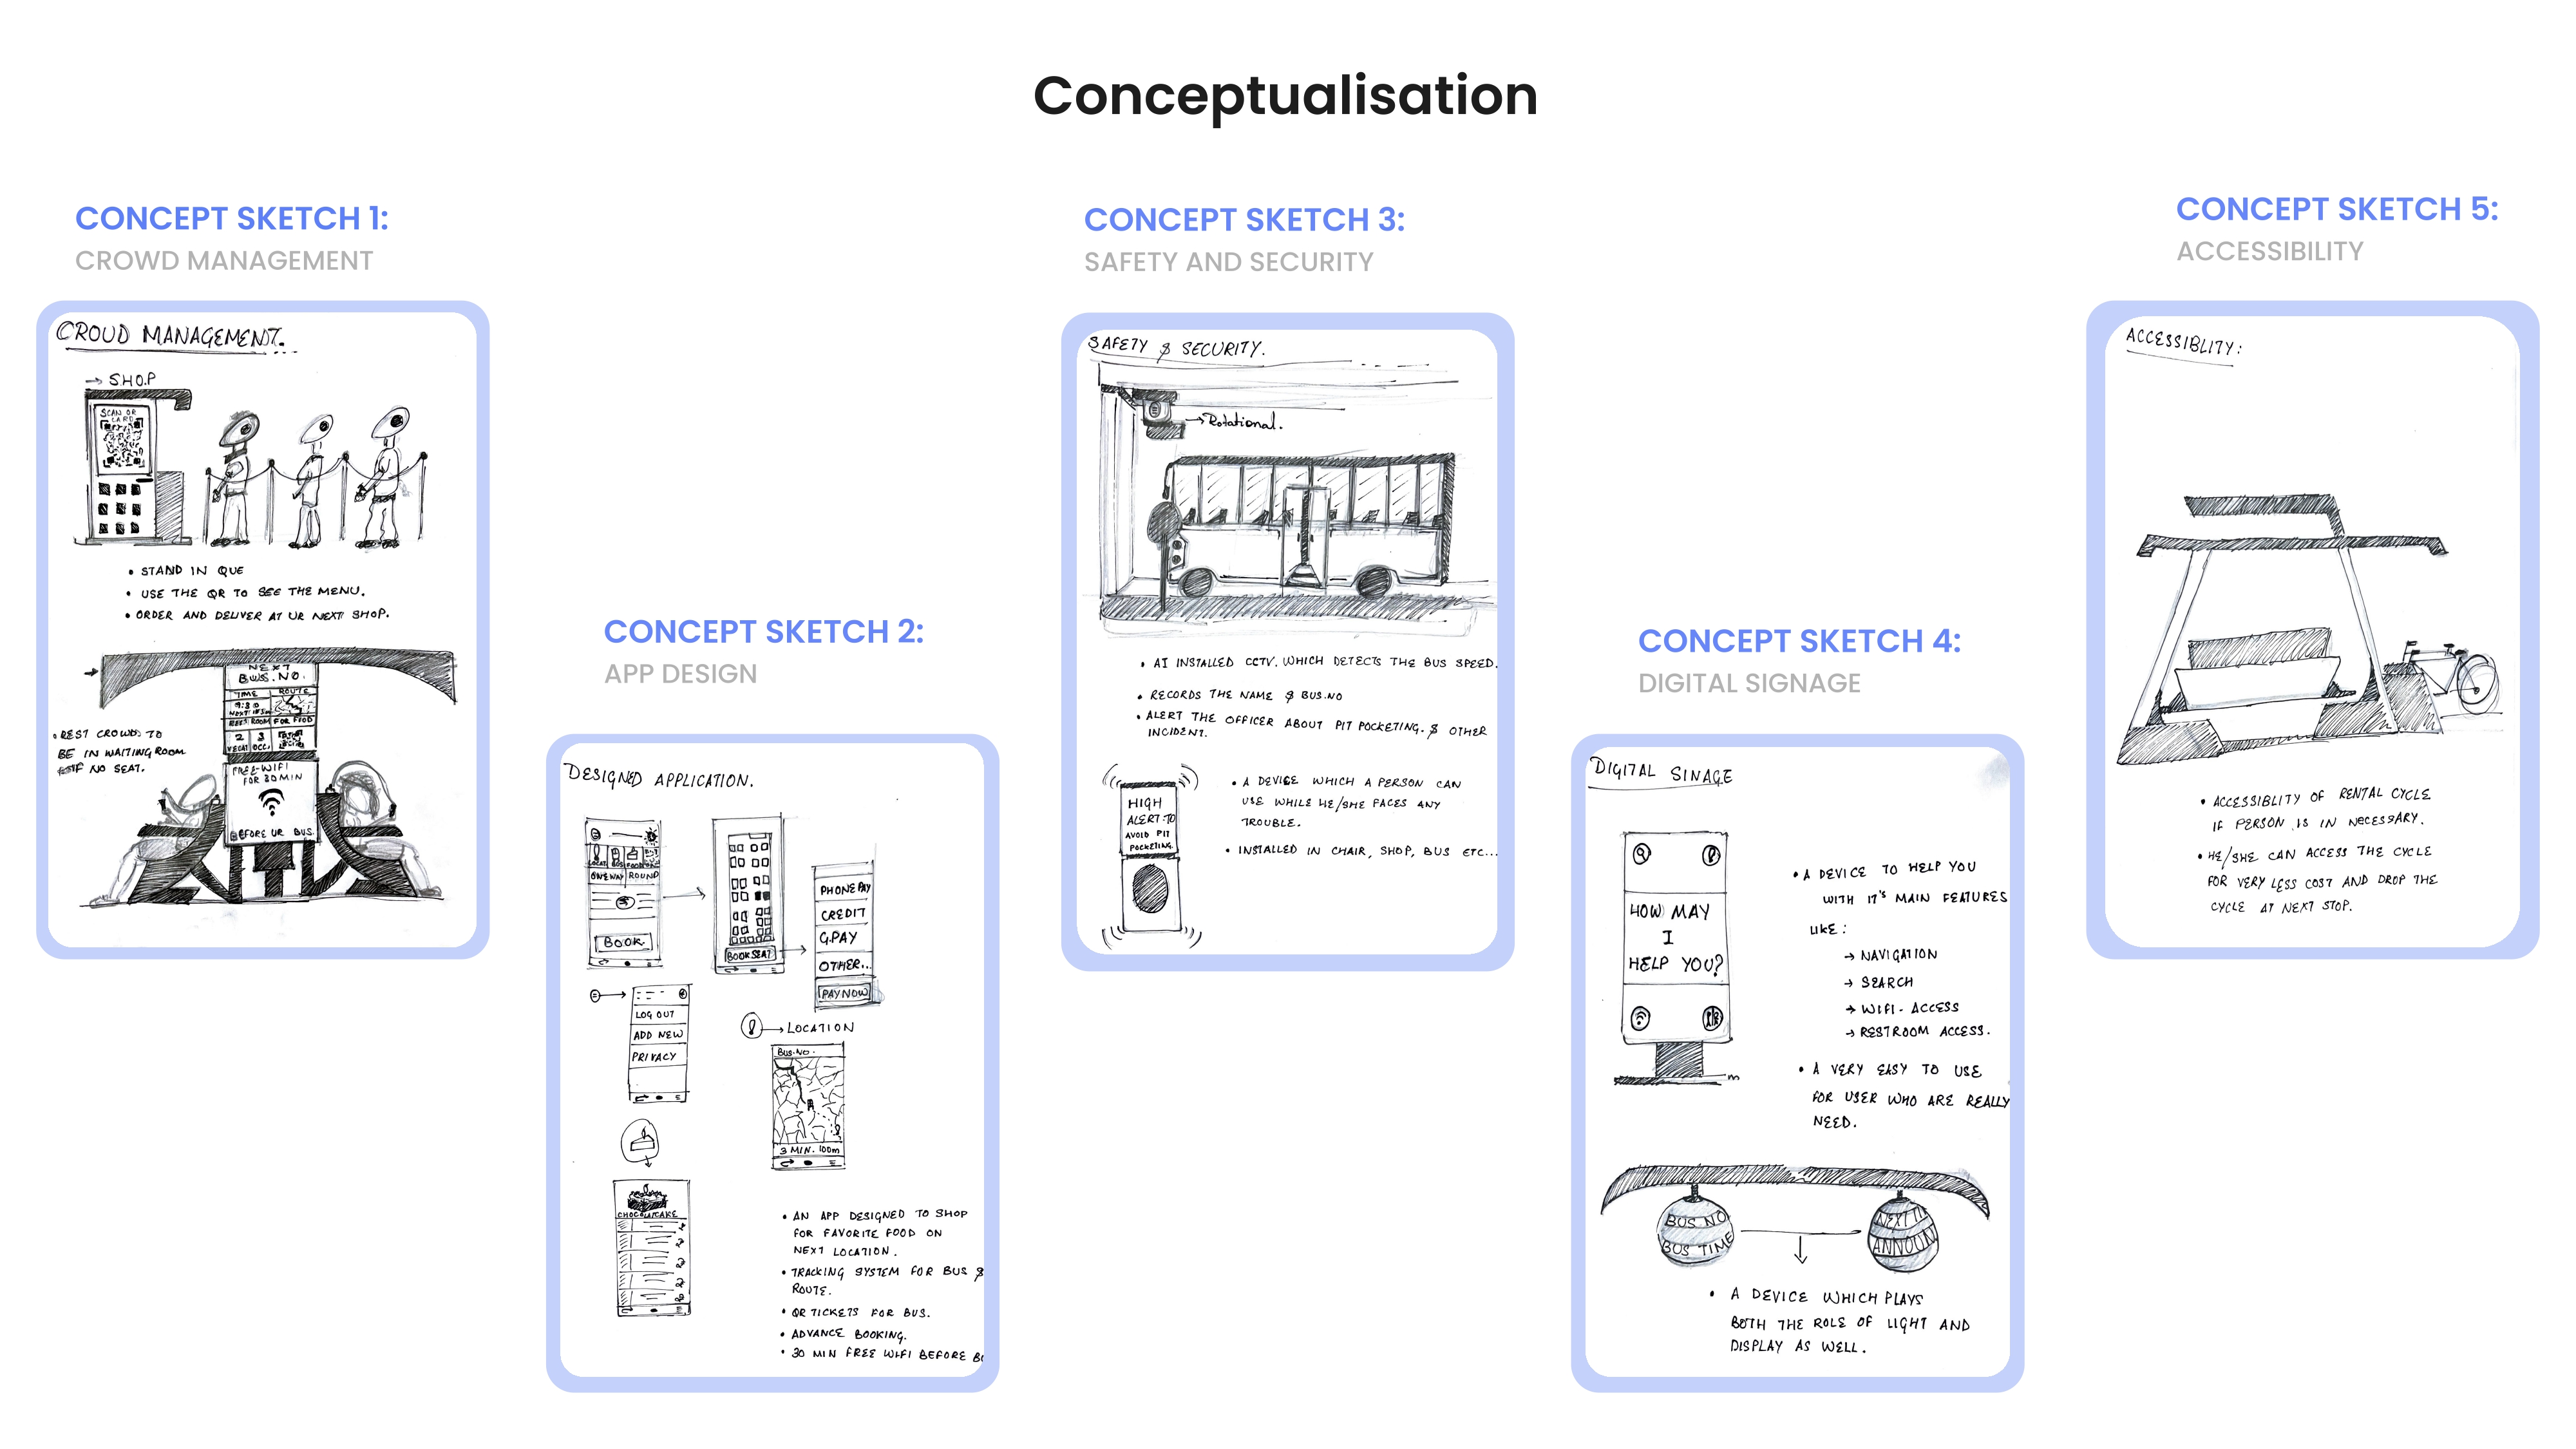 Conceptualisation
CONCEPT SKETCH 1:
CROWD MANAGEMENT
CROUD MANAGEMENT.
→ SHOP
SCAN OR
CARD
• STAND IN QUE
• USE THE QR TO SEE THE MENU.
• ORDER AND DELIVER AT UR NEXT SHOP.
NEXT
BUS.NO.
TIME ROUTE
9:30
REST ROOM FOR FOOD
2 3
VECAT OCC.
FREE-WIFI
FOR 30MIN
BEFORE UR BUS.
• REST CROWDS TO
BE IN WAITING ROOM
IF NO SEAT.
CONCEPT SKETCH 2:
APP DESIGN
DESIGNED APPLICATION.
LOCAT BUS FOOD
ONEWAY ROUND
BOOK
BOOK SEAT
PHONE PAY
CREDIT
G.PAY
OTHER...
PAY NOW
LOG OUT
ADD NEW
PRIVACY
→ LOCATION
BUS.NO.
3 MIN. 100m
CHOCOLATCAKE
• AN APP DESIGNED TO SHOP
FOR FAVORITE FOOD ON
NEXT LOCATION.
• TRACKING SYSTEM FOR BUS &
ROUTE.
• QR TICKETS FOR BUS.
• ADVANCE BOOKING.
• 30 MIN FREE WIFI BEFORE
CONCEPT SKETCH 3:
SAFETY AND SECURITY
SAFETY & SECURITY.
→ Rotational.
• AI INSTALLED CCTV. WHICH DETECTS THE BUS SPEED.
• RECORDS THE NAME & BUS.NO
• ALERT THE OFFICER ABOUT PIT POCKETING. & OTHER
INCIDENT.
HIGH
ALERT TO
AVOID PIT
POCKETING.
• A DEVICE WHICH A PERSON CAN
USE WHILE HE/SHE FACES ANY
TROUBLE.
• INSTALLED IN CHAIR, SHOP, BUS ETC...
CONCEPT SKETCH 4:
DIGITAL SIGNAGE
DIGITAL SINAGE
HOW MAY
I
HELP YOU?
• A DEVICE TO HELP YOU
WITH IT'S MAIN FEATURES
LIKE:
→ NAVIGATION
→ SEARCH
→ WIFI - ACCESS
→ RESTROOM ACCESS.
• A VERY EASY TO USE
FOR USER WHO ARE REALLY
NEED.
BUS NO
BUS TIME
NEXT TI
ANNOUN
• A DEVICE WHICH PLAYS
BOTH THE ROLE OF LIGHT AND
DISPLAY AS WELL.
CONCEPT SKETCH 5:
ACCESSIBILITY
ACCESSIBLITY:
• ACCESSIBLITY OF RENTAL CYCLE
IF PERSON IS IN NECESSARY.
• HE/SHE CAN ACCESS THE CYCLE
FOR VERY LESS COST AND DROP THE
CYCLE AT NEXT STOP.